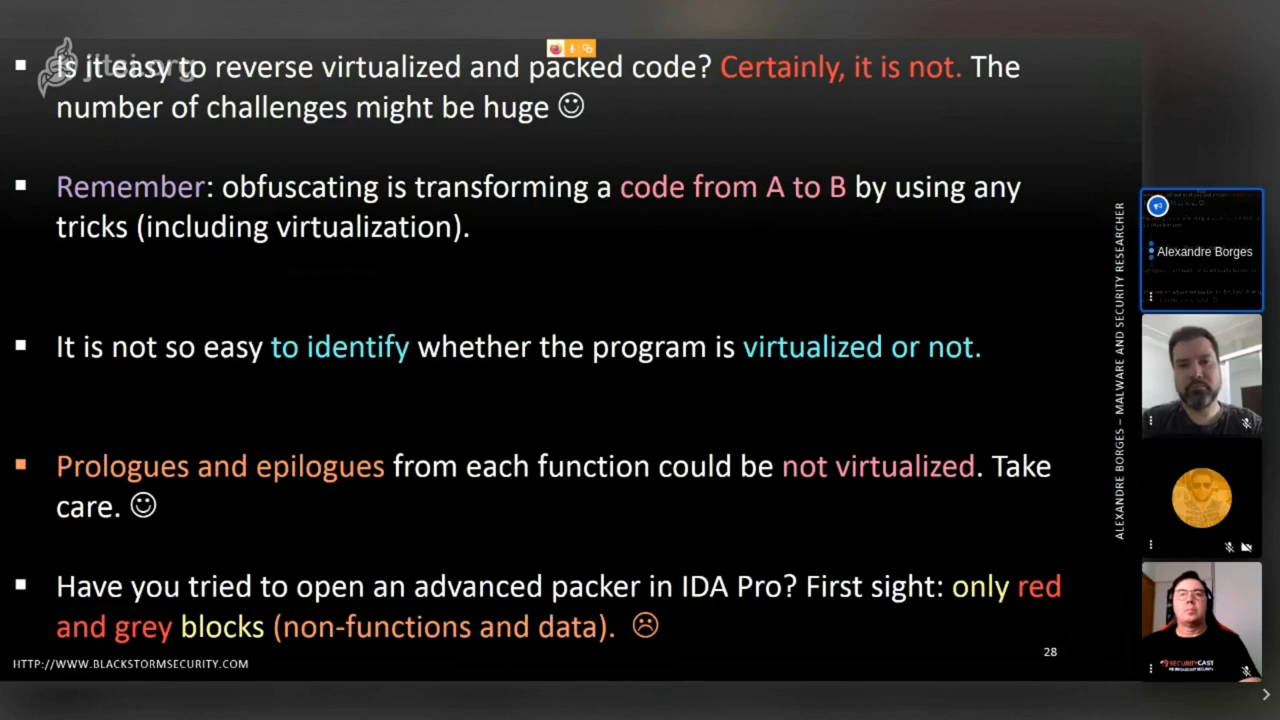 jitsi.org
Is it easy to reverse virtualized and packed code? Certainly, it is not. The
number of challenges might be huge ☺
Remember: obfuscating is transforming a code from A to B by using any
tricks (including virtualization).
It is not so easy to identify whether the program is virtualized or not.
Prologues and epilogues from each function could be not virtualized. Take
care. ☺
Have you tried to open an advanced packer in IDA Pro? First sight: only red
and grey blocks (non-functions and data). ☹
28
HTTP://WWW.BLACKSTORMSECURITY.COM
ALEXANDRE BORGES – MALWARE AND SECURITY RESEARCHER
Alexandre Borges
SECURITYCAST